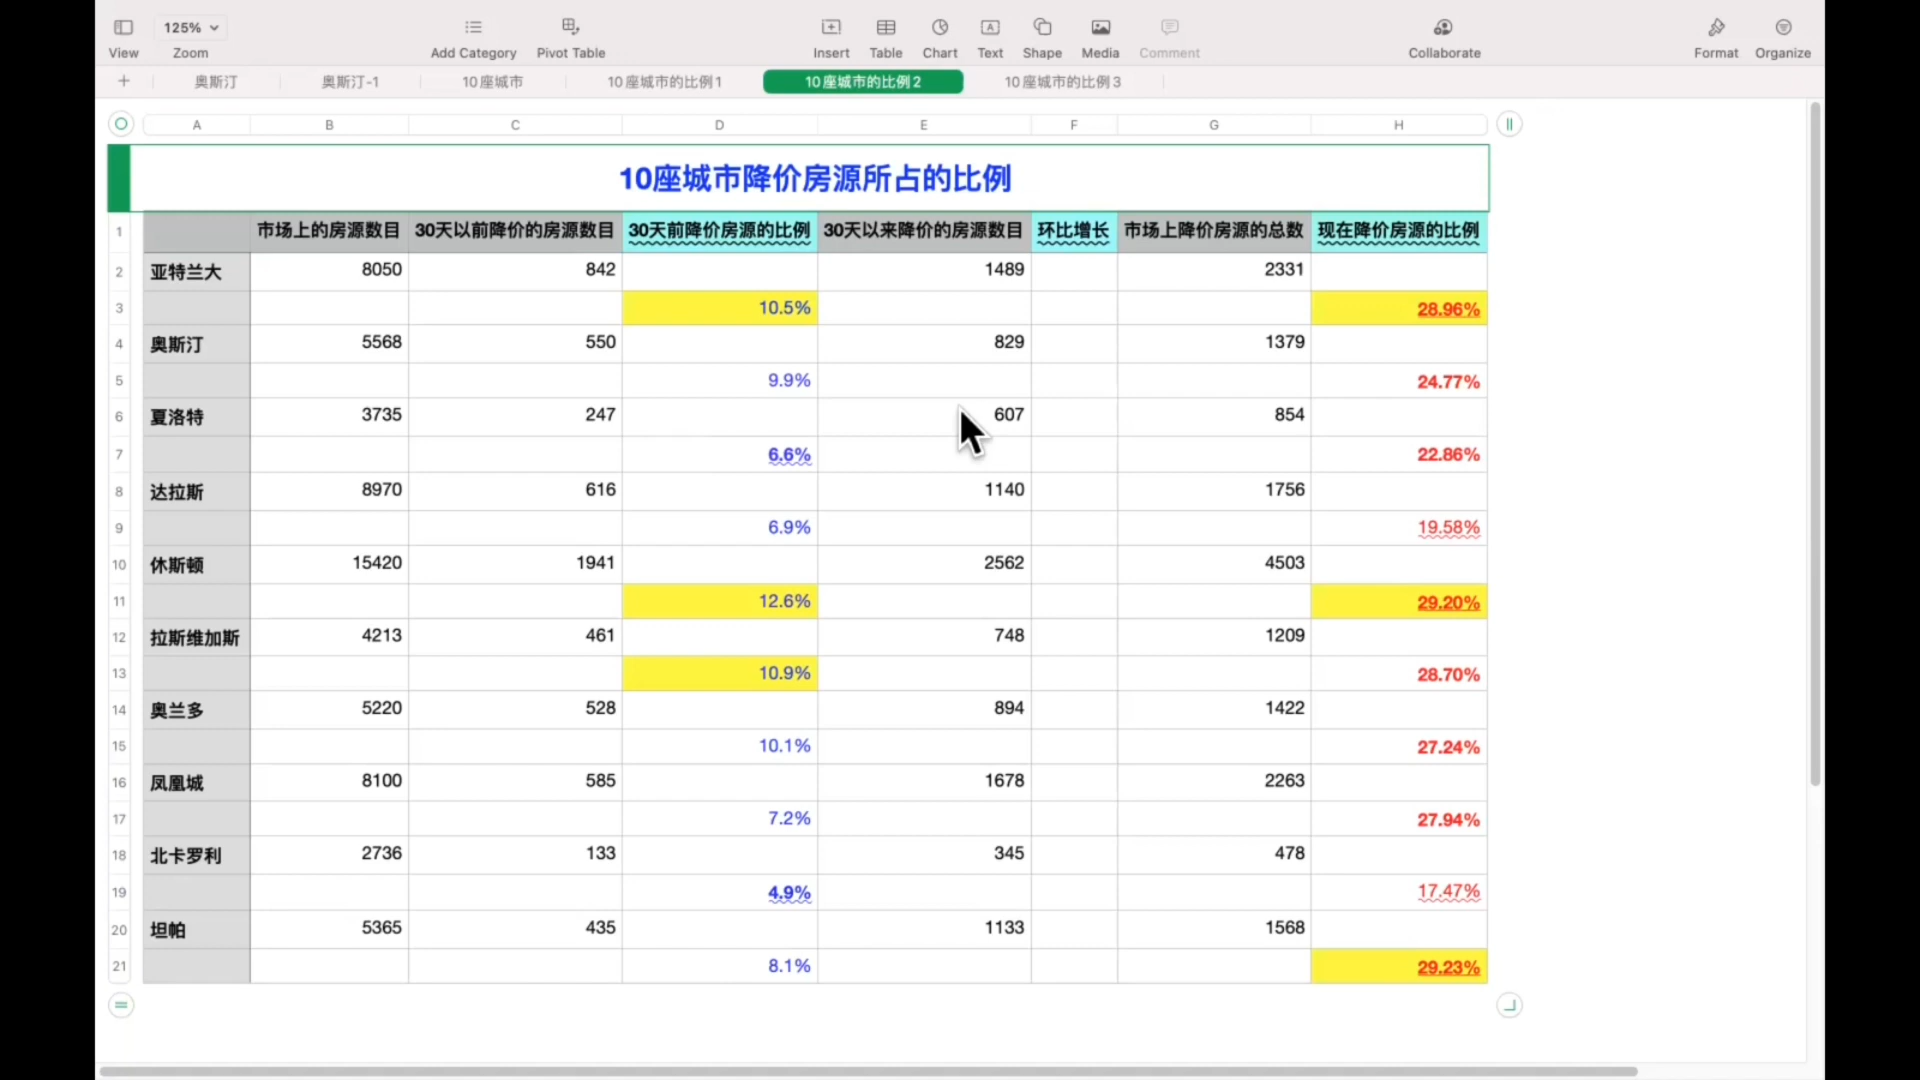 125%
View Zoom Add Category Pivot Table Insert Table Chart Text Shape Media Comment Collaborate Format Organize
+ 奥斯汀 奥斯汀-1 10座城市 10座城市的比例1 10座城市的比例2 10座城市的比例3
A B C D E F G H
10座城市降价房源所占的比例
1 市场上的房源数目 30天以前降价的房源数目 30天前降价房源的比例 30天以来降价的房源数目 环比增长 市场上降价房源的总数 现在降价房源的比例
2 亚特兰大 8050 842 1489 2331
3 10.5% 28.96%
4 奥斯汀 5568 550 829 1379
5 9.9% 24.77%
6 夏洛特 3735 247 607 854
7 6.6% 22.86%
8 达拉斯 8970 616 1140 1756
9 6.9% 19.58%
10 休斯顿 15420 1941 2562 4503
11 12.6% 29.20%
12 拉斯维加斯 4213 461 748 1209
13 10.9% 28.70%
14 奥兰多 5220 528 894 1422
15 10.1% 27.24%
16 凤凰城 8100 585 1678 2263
17 7.2% 27.94%
18 北卡罗利 2736 133 345 478
19 4.9% 17.47%
20 坦帕 5365 435 1133 1568
21 8.1% 29.23%